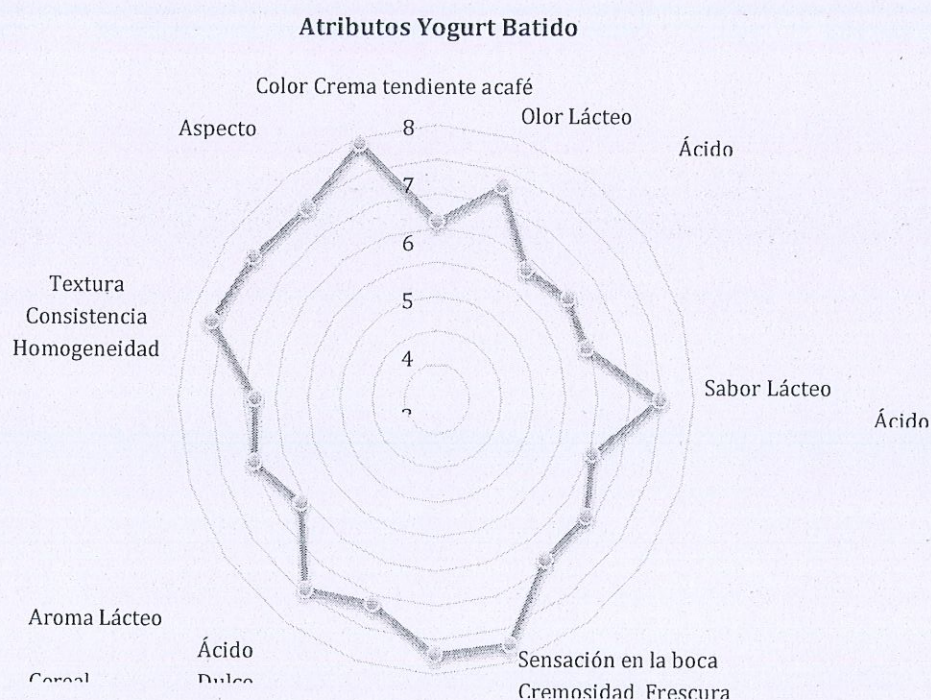 Atributos Yogurt Batido
Color Crema tendiente acafé
Olor Lácteo
Aspecto
8
Ácido
7
6
Textura
Consistencia
Homogeneidad
5
4
Sabor Lácteo
Ácido
Aroma Lácteo
Ácido
Sensación en la boca
Cremosidad Frescura